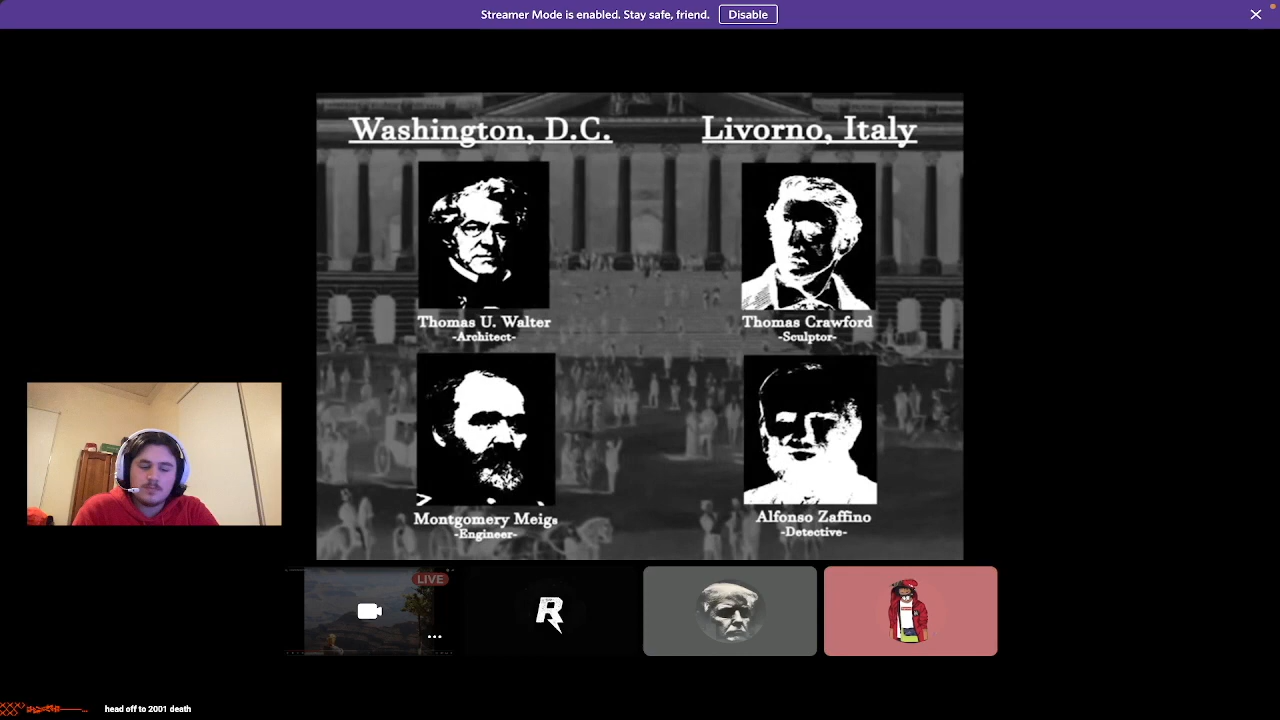 Streamer Mode is enabled. Stay safe, friend. Disable
Washington, D.C.
Livorno, Italy
Thomas U. Walter
-Architect-
Thomas Crawford
-Sculptor-
Montgomery Meigs
-Engineer-
Alfonso Zaffino
-Detective-
LIVE
R
head off to 2001 death